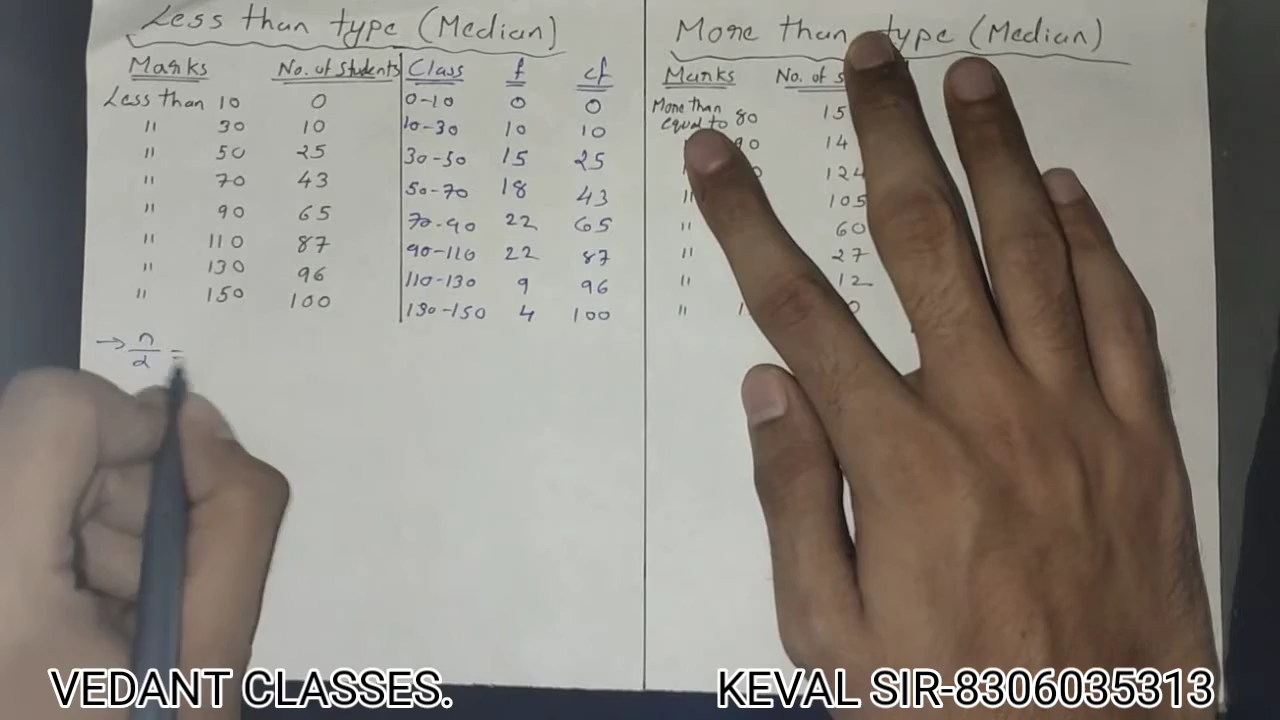 Less than type (Median)
Marks No. of Students Class f cf
Less than 10 0 0-10 0 0
" 30 10 10-30 10 10
" 50 25 30-50 15 25
" 70 43 50-70 18 43
" 90 65 70-90 22 65
" 110 87 90-110 22 87
" 130 96 110-130 9 96
" 150 100 130-150 4 100
→ n/2 =
More than type (Median)
Marks No. of
More than
equal to 80 15
" 90 14
" 124
" 105
" 60
" 27
" 12
"
VEDANT CLASSES.
KEVAL SIR-8306035313